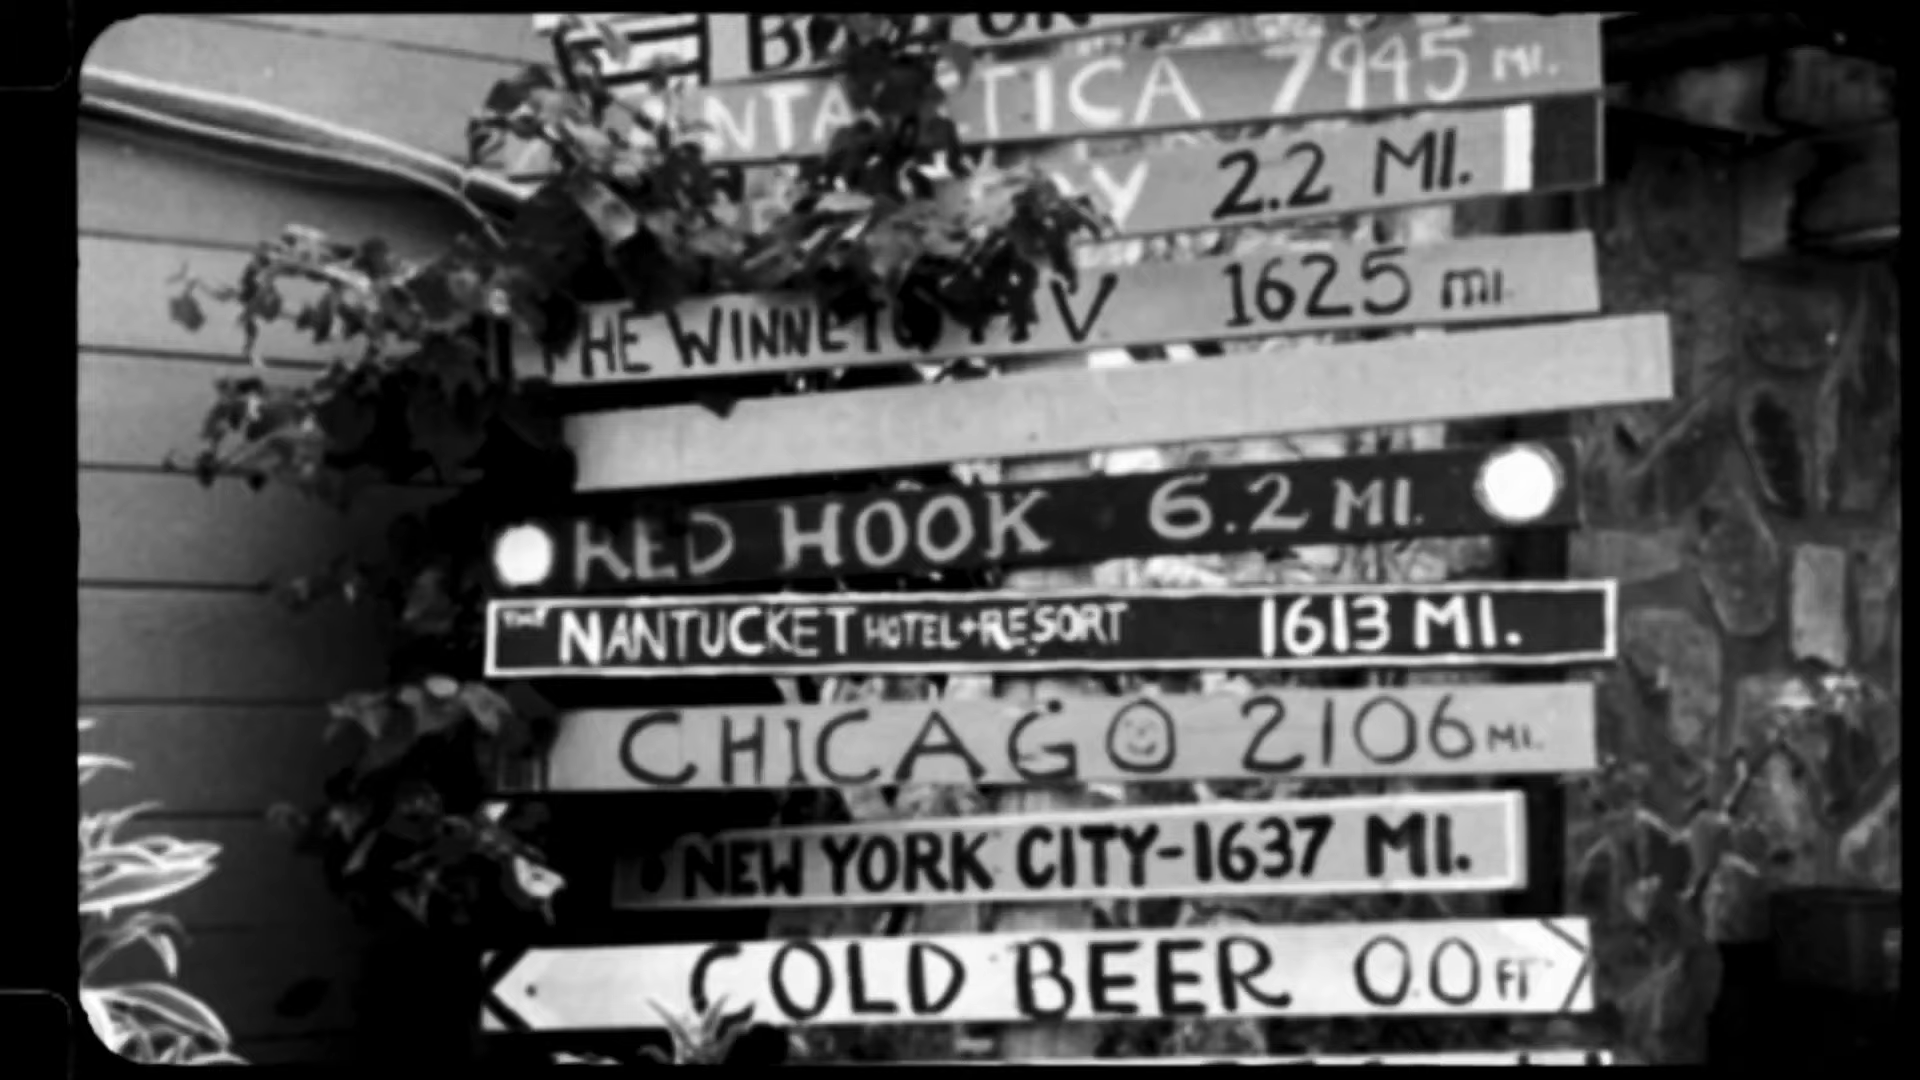 7945 MI.
2.2 MI.
THE WINNETU 1625 mi.
RED HOOK 6.2 MI.
THE NANTUCKET HOTEL+RESORT 1613 MI.
CHICAGO 2106 MI.
NEW YORK CITY-1637 MI.
COLD BEER 0.0 FT